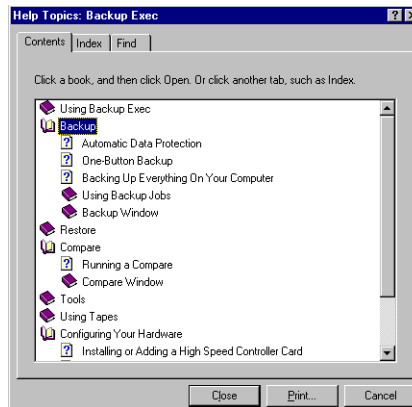 Help Topics: Backup Exec
Contents Index Find
Click a book, and then click Open. Or click another tab, such as Index.
Using Backup Exec
Backup
Automatic Data Protection
One-Button Backup
Backing Up Everything On Your Computer
Using Backup Jobs
Backup Window
Restore
Compare
Running a Compare
Compare Window
Tools
Using Tapes
Configuring Your Hardware
Installing or Adding a High Speed Controller Card
Close Print... Cancel